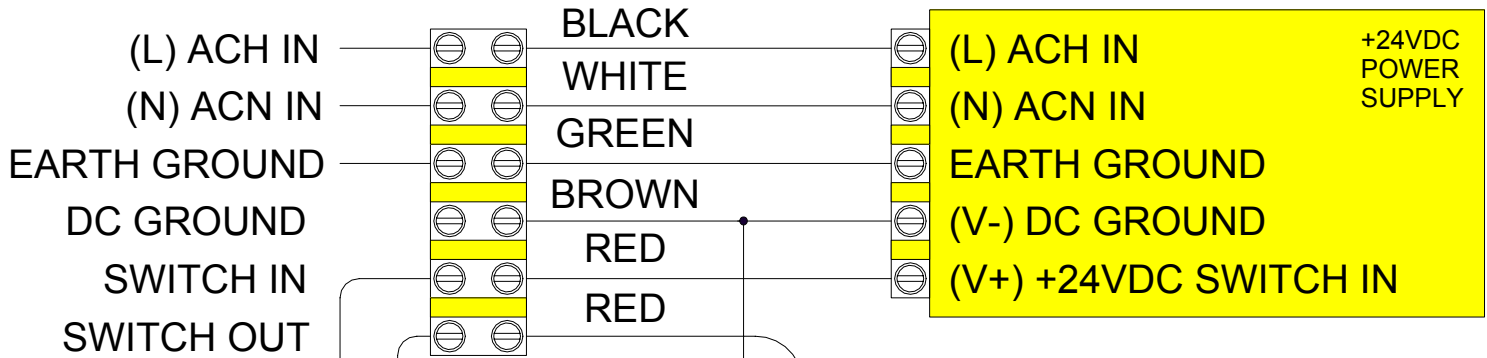 (L) ACH IN
(N) ACN IN
EARTH GROUND
DC GROUND
SWITCH IN
SWITCH OUT
BLACK
WHITE
GREEN
BROWN
RED
RED
(L) ACH IN
(N) ACN IN
EARTH GROUND
(V-) DC GROUND
(V+) +24VDC SWITCH IN
+24VDC
POWER
SUPPLY